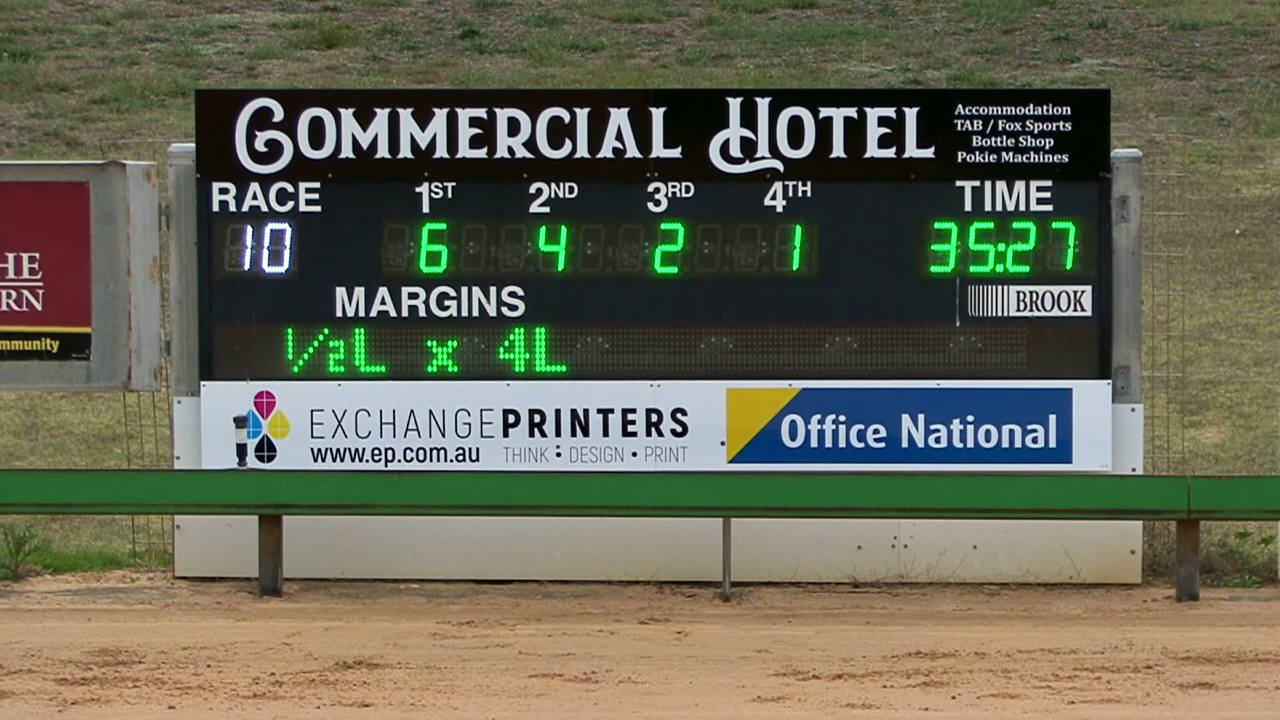 COMMERCIAL HOTEL
Accommodation
TAB / Fox Sports
Bottle Shop
Pokie Machines
RACE 1ST 2ND 3RD 4TH TIME
10 6 4 2 1 35:27
MARGINS
BROOK
½L x 4L
EXCHANGEPRINTERS
www.ep.com.au THINK : DESIGN • PRINT
Office National
HE
RN
mmunity